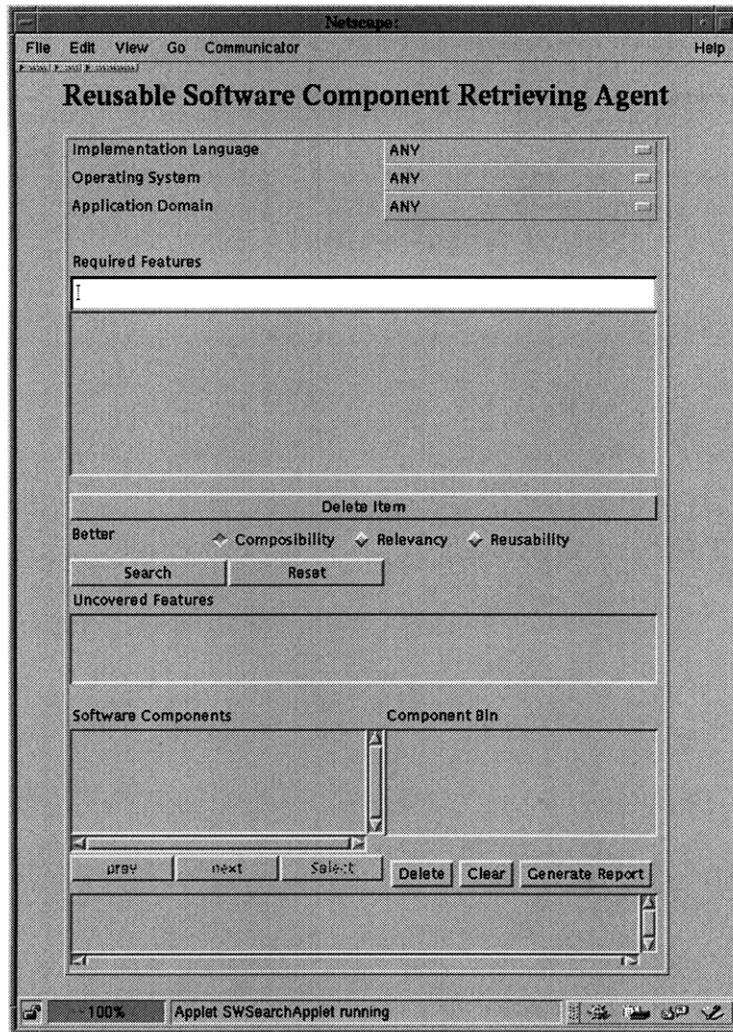 Netscape:
File Edit View Go Communicator Help
Reusable Software Component Retrieving Agent
Implementation Language ANY
Operating System ANY
Application Domain ANY
Required Features
Delete Item
Better Composibility Relevancy Reusability
Search Reset
Uncovered Features
Software Components Component Bin
prev next Select Delete Clear Generate Report
100% Applet SWSearchApplet running